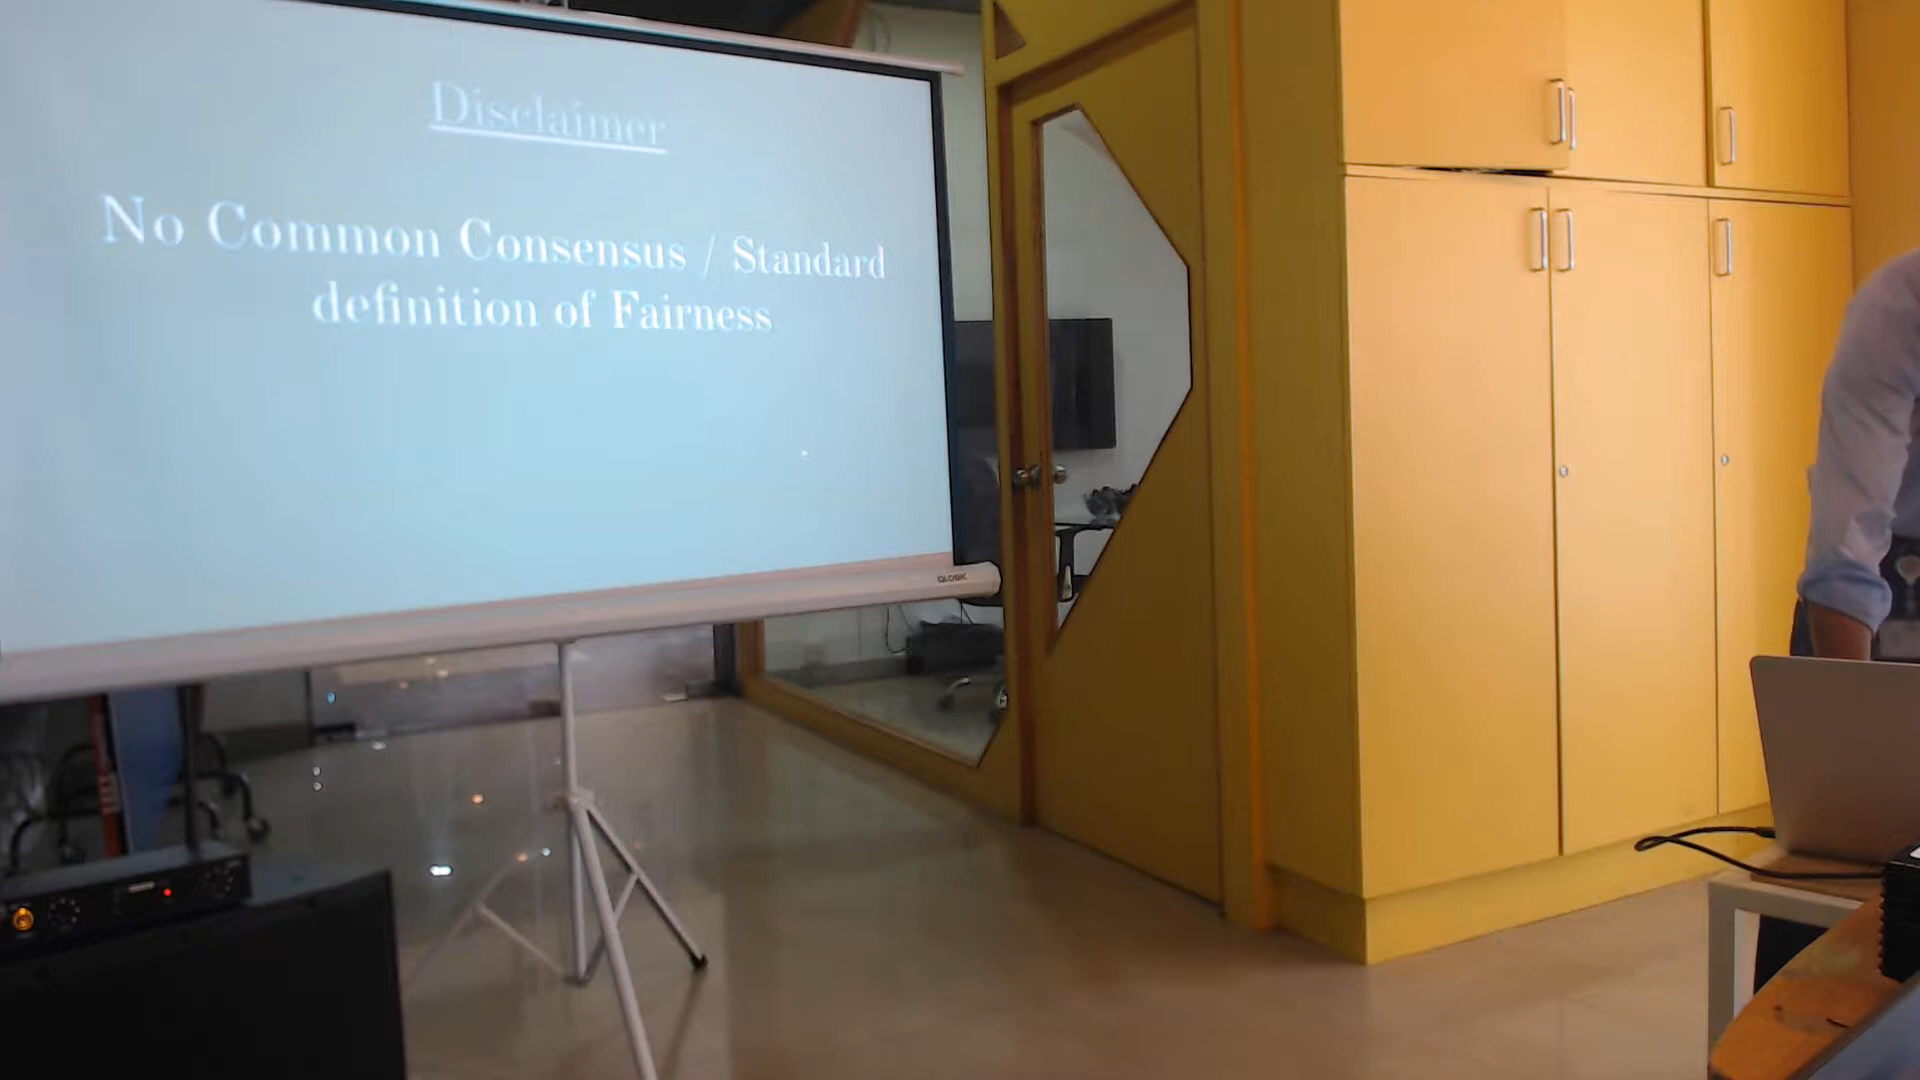 Disclaimer
No Common Consensus / Standard
definition of Fairness